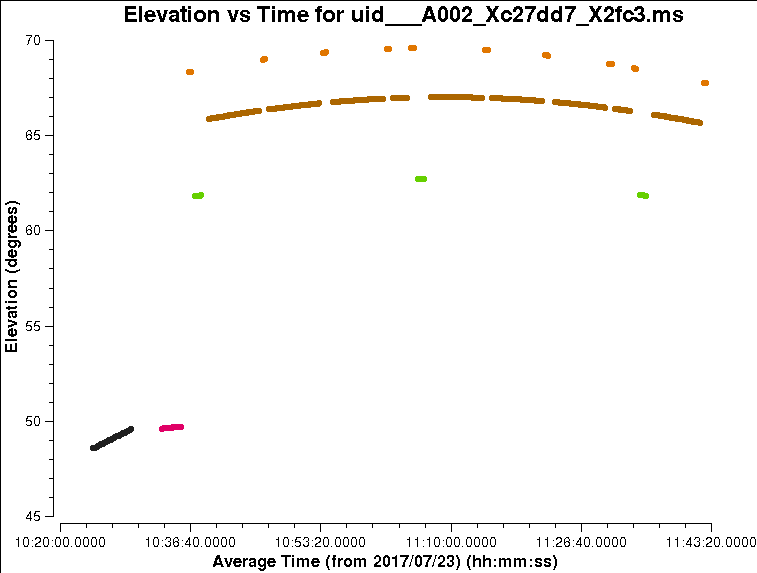 Elevation vs Time for uid___A002_Xc27dd7_X2fc3.ms
70
65
60
55
50
45
Elevation (degrees)
10:20:00.0000 10:36:40.0000 10:53:20.0000 11:10:00.0000 11:26:40.0000 11:43:20.0000
Average Time (from 2017/07/23) (hh:mm:ss)